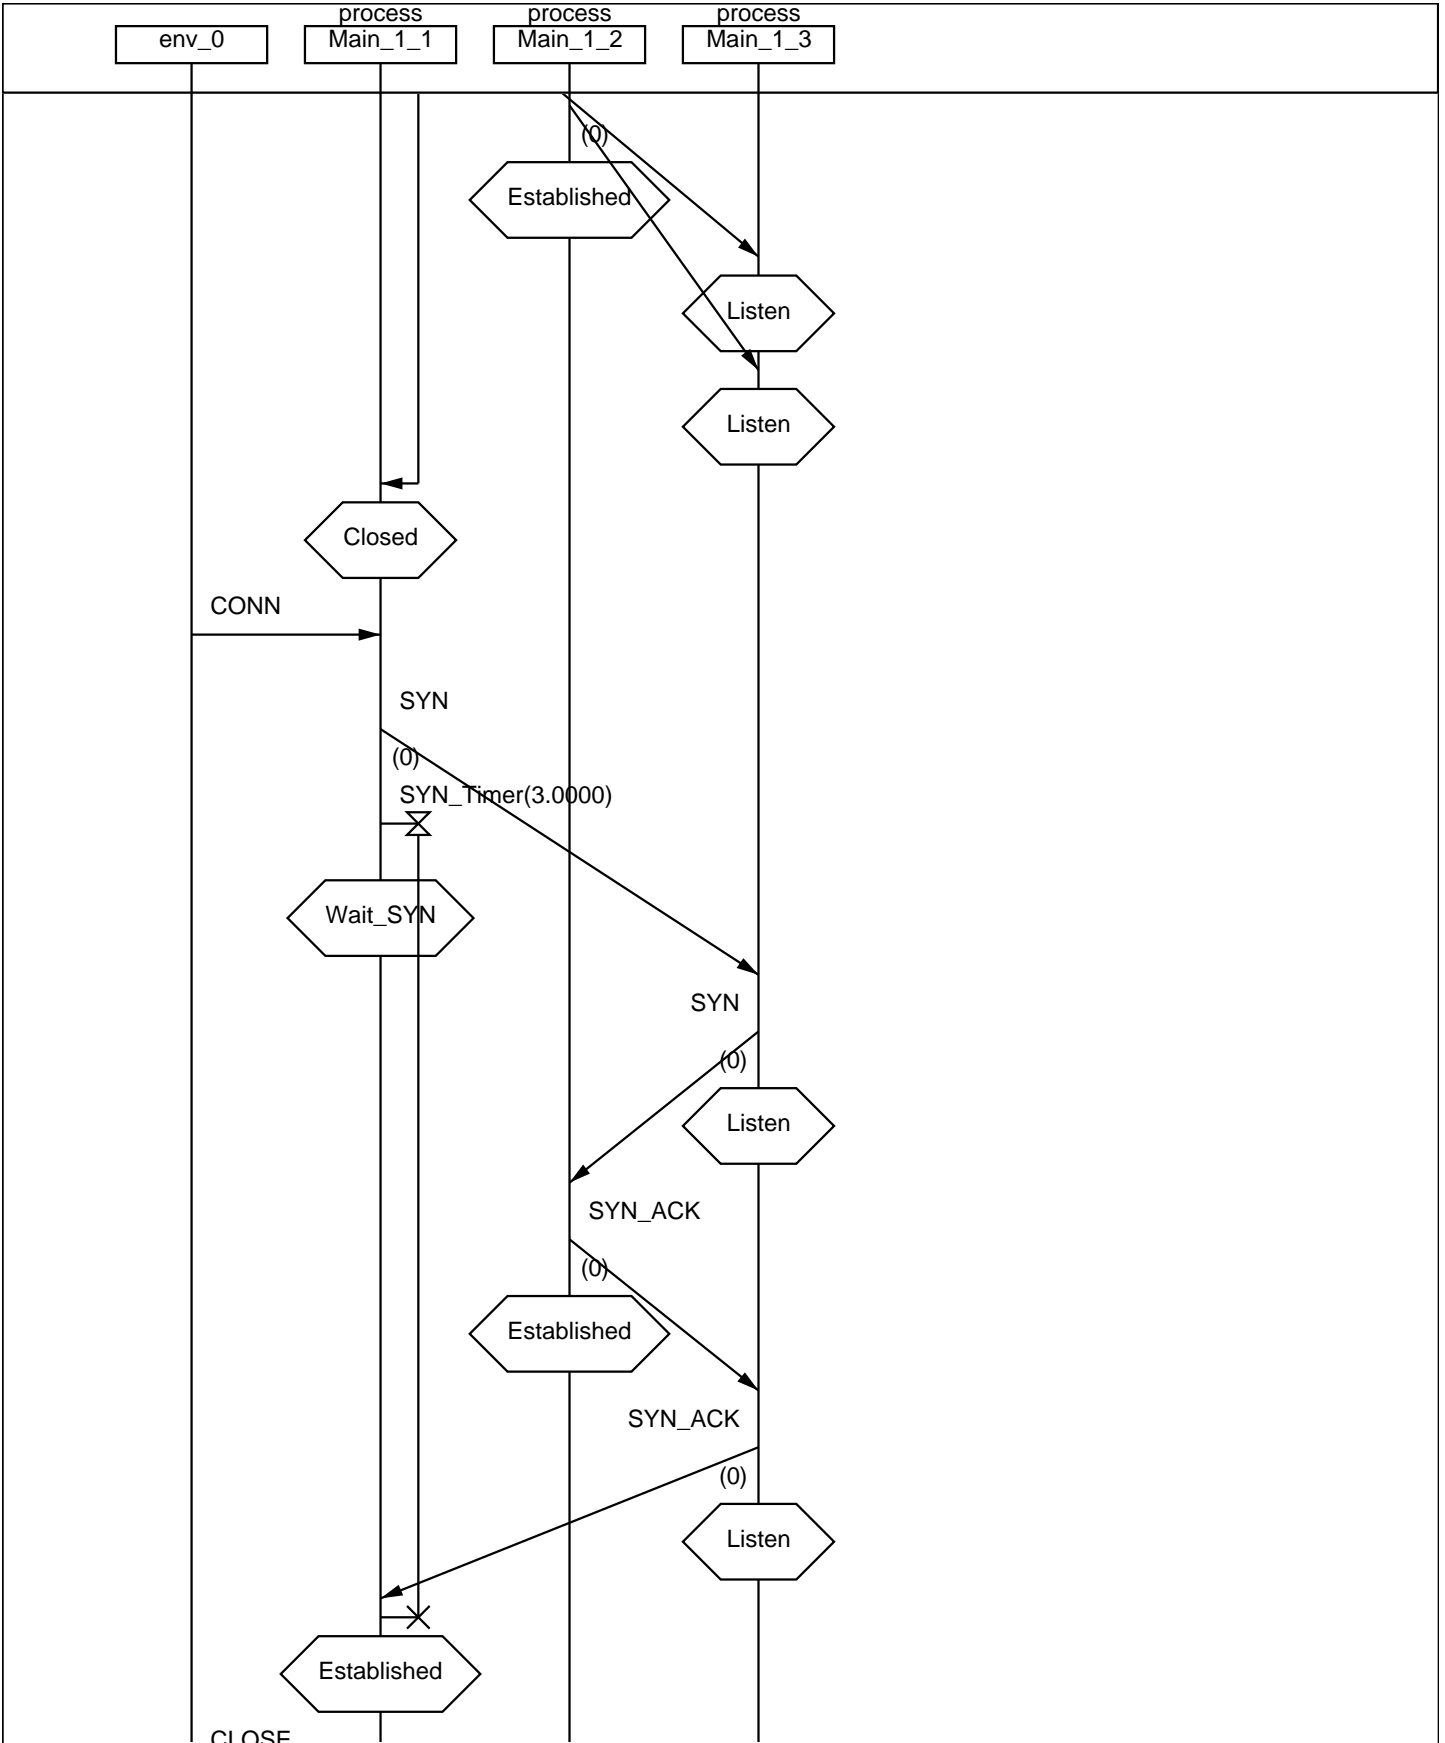 process process process
env_0 Main_1_1 Main_1_2 Main_1_3
(0)
Established
Listen
Listen
Closed
CONN
SYN
(0)
SYN_Timer(3.0000)
Wait_SYN
SYN
(0)
Listen
SYN_ACK
(0)
Established
SYN_ACK
(0)
Listen
Established
CLOSE